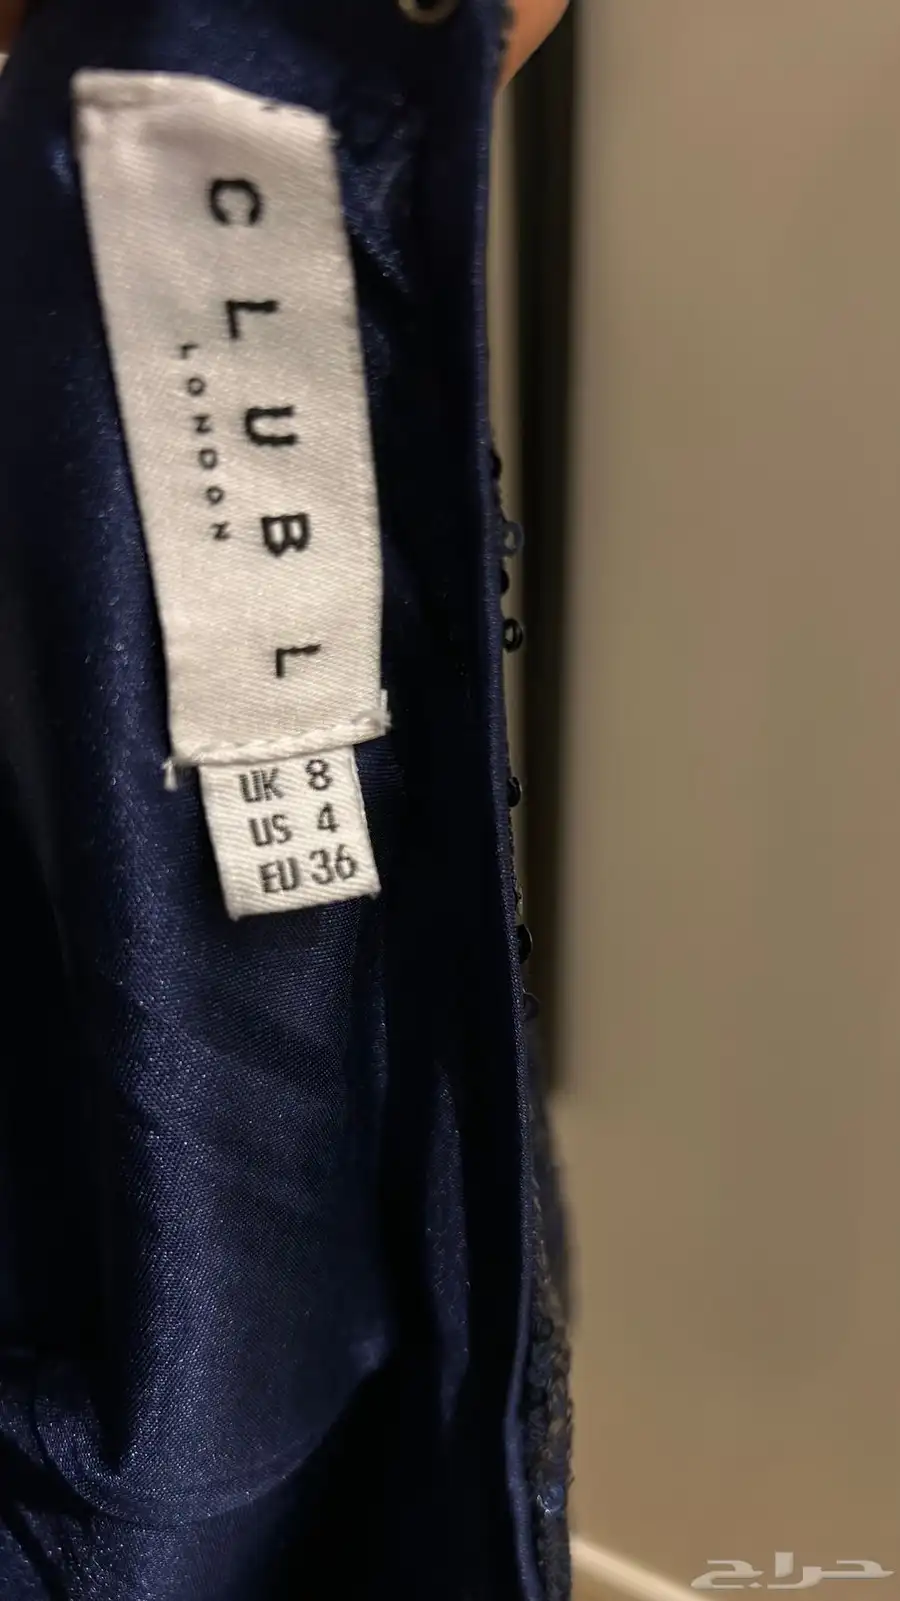 CLUB L
LONDON
UK 8
US 4
EU 36
حراج